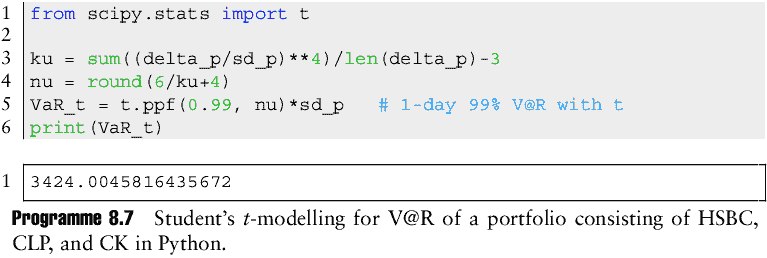 1 from scipy.stats import t
2
3 ku = sum((delta_p/sd_p)**4)/len(delta_p)-3
4 nu = round(6/ku+4)
5 VaR_t = t.ppf(0.99, nu)*sd_p # 1-day 99% V@R with t
6 print(VaR_t)
1 3424.0045816435672
Programme 8.7 Student's t-modelling for V@R of a portfolio consisting of HSBC,
CLP, and CK in Python.